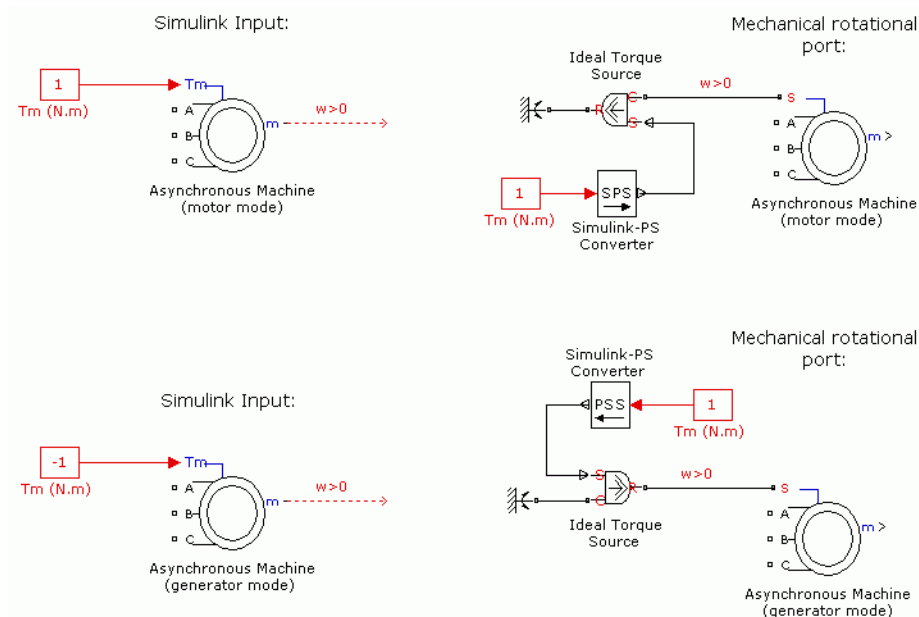 Simulink Input:
1
Tm (N.m)
Tm
A
B
C
m
w>0
Asynchronous Machine
(motor mode)
Mechanical rotational
port:
Ideal Torque
Source
R
C
S
w>0
S
A
B
C
m
1
Tm (N.m)
SPS
Simulink-PS
Converter
Asynchronous Machine
(motor mode)
Simulink Input:
-1
Tm (N.m)
Tm
A
B
C
m
w>0
Asynchronous Machine
(generator mode)
Mechanical rotational
port:
Simulink-PS
Converter
PSS
1
Tm (N.m)
S
C
R
w>0
Ideal Torque
Source
S
A
B
C
m
Asynchronous Machine
(generator mode)